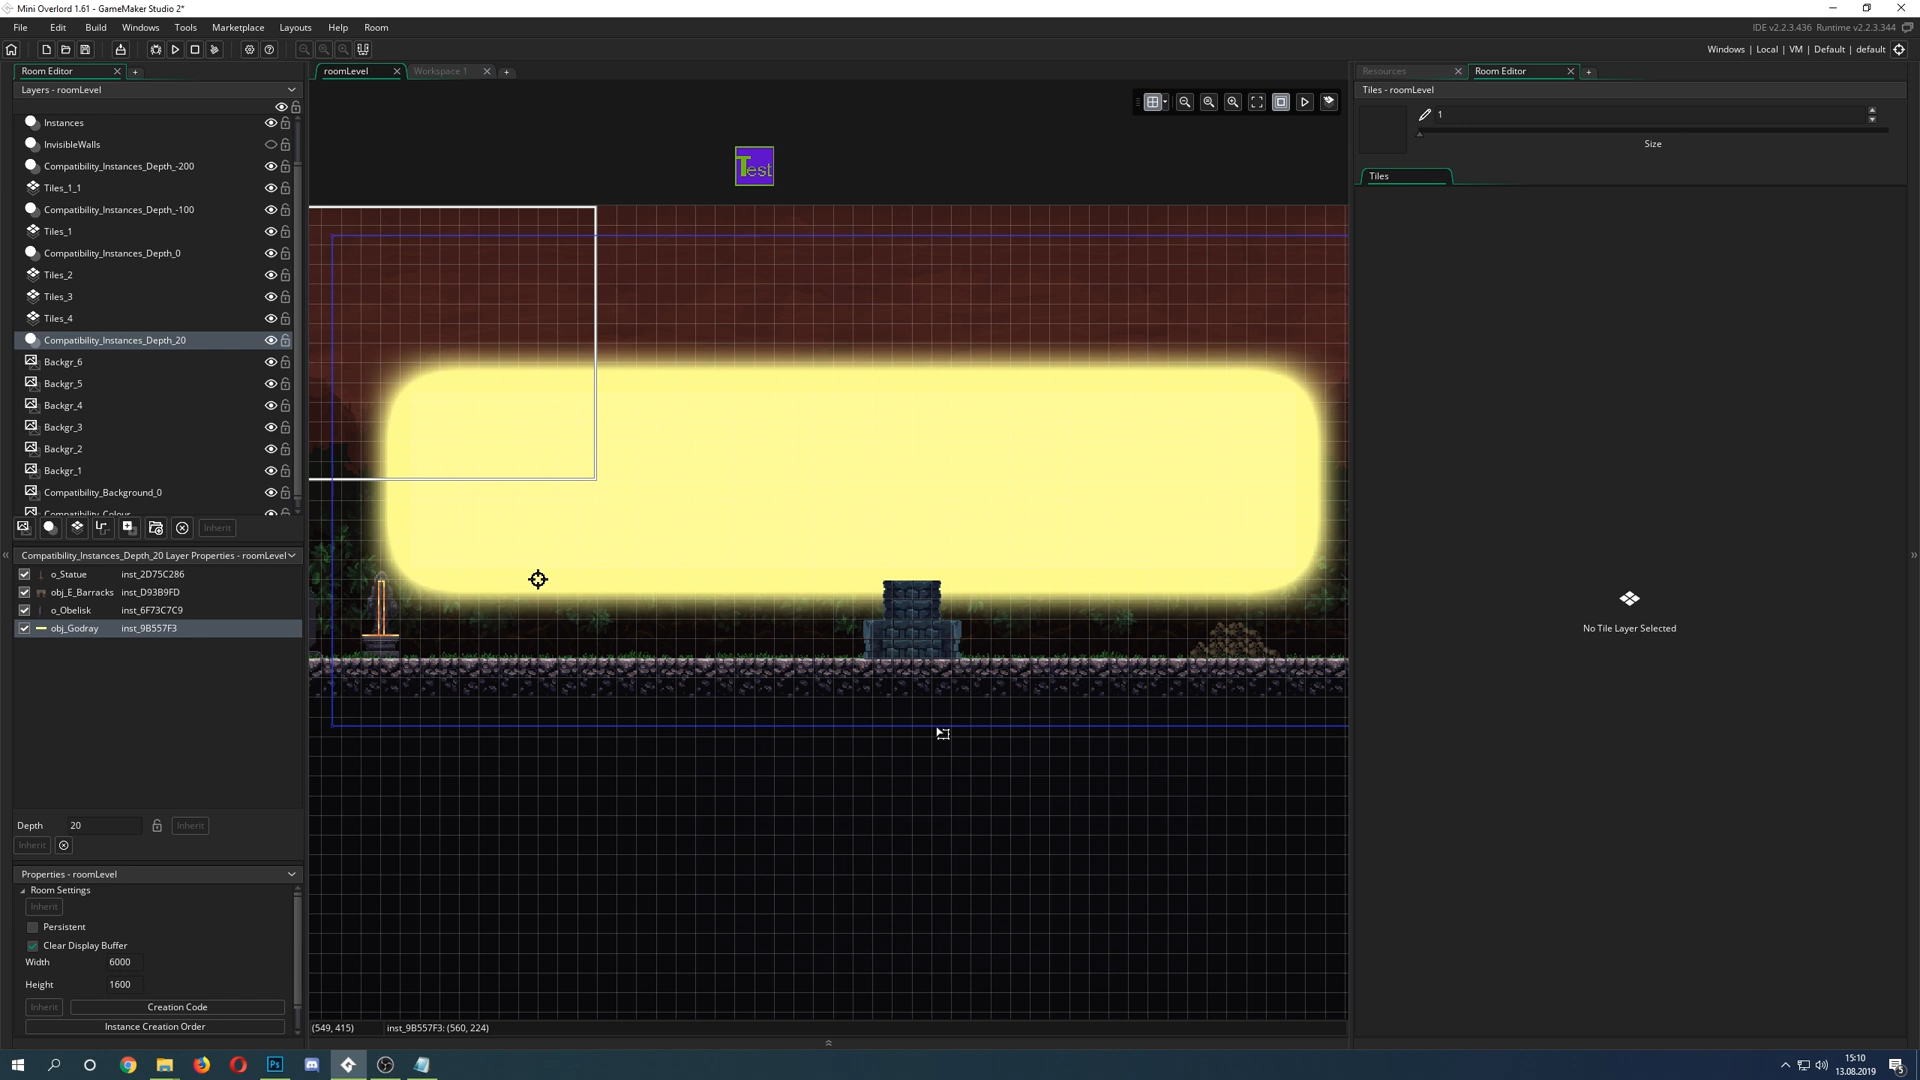 Mini Overlord 1.61 - GameMaker Studio 2*
File Edit Build Windows Tools Marketplace Layouts Help Room
IDE v2.2.3.436 Runtime v2.2.3.344
Windows | Local | VM | Default | default
Room Editor
roomLevel
Workspace 1
Resources
Room Editor
Layers - roomLevel
Instances
InvisibleWalls
Compatibility_Instances_Depth_-200
Tiles_1_1
Compatibility_Instances_Depth_-100
Tiles_1
Compatibility_Instances_Depth_0
Tiles_2
Tiles_3
Tiles_4
Compatibility_Instances_Depth_20
Backgr_6
Backgr_5
Backgr_4
Backgr_3
Backgr_2
Backgr_1
Compatibility_Background_0
Compatibility_Colour
Inherit
Compatibility_Instances_Depth_20 Layer Properties - roomLevel
o_Statue inst_2D75C286
obj_E_Barracks inst_D93B9FD
o_Obelisk inst_6F73C7C9
obj_Godray inst_9B557F3
Depth 20 Inherit
Inherit
Properties - roomLevel
Room Settings
Inherit
Persistent
Clear Display Buffer
Width 6000
Height 1600
Inherit Creation Code
Instance Creation Order
Test
(549, 415) inst_9B557F3: (560, 224)
Tiles - roomLevel
1
Size
Tiles
No Tile Layer Selected
Ps
15:10
13.08.2019
5